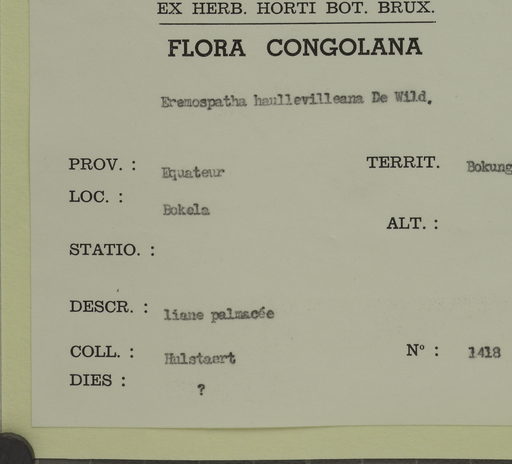 EX HERB. HORTI BOT. BRUX.
FLORA CONGOLANA
Eremospatha haullevilleana De Wild.
PROV. : Equateur TERRIT. Bokung
LOC. : Bokela
ALT. :
STATIO. :
DESCR. : liane palmacée
COLL. : Hulstaert Nº : 1418
DIES : ?